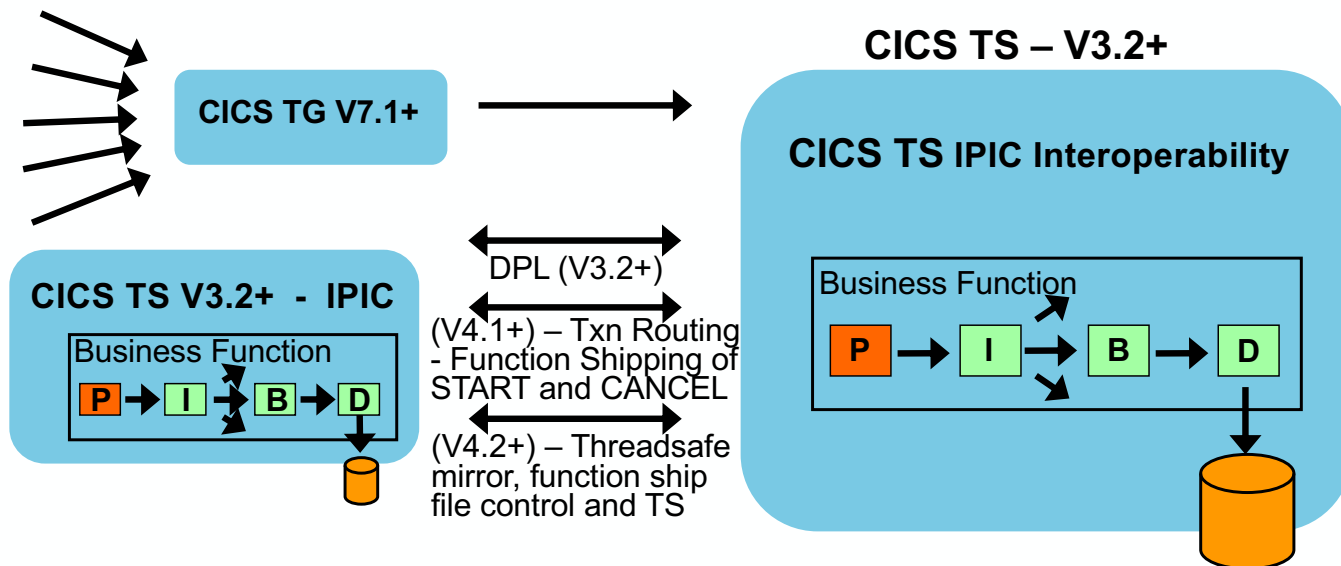 CICS TS – V3.2+
CICS TG V7.1+
CICS TS IPIC Interoperability
CICS TS V3.2+ - IPIC
Business Function
P
I
B
D
DPL (V3.2+)
(V4.1+) – Txn Routing
- Function Shipping of
START and CANCEL
(V4.2+) – Threadsafe
mirror, function ship
file control and TS
Business Function
P
I
B
D